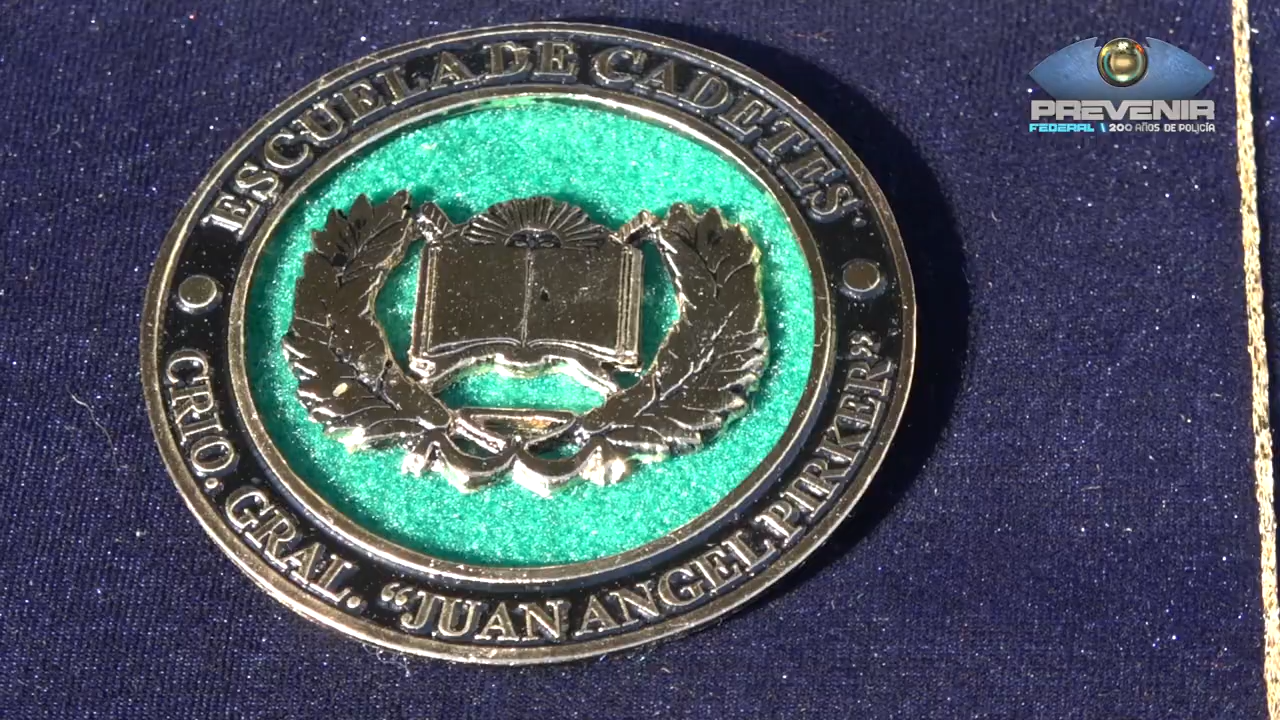 ESCUELA DE CADETES
CRIO. GRAL. “JUAN ANGEL PIRKER”
PREVENIR
FEDERAL \ 200 AÑOS DE POLICÍA